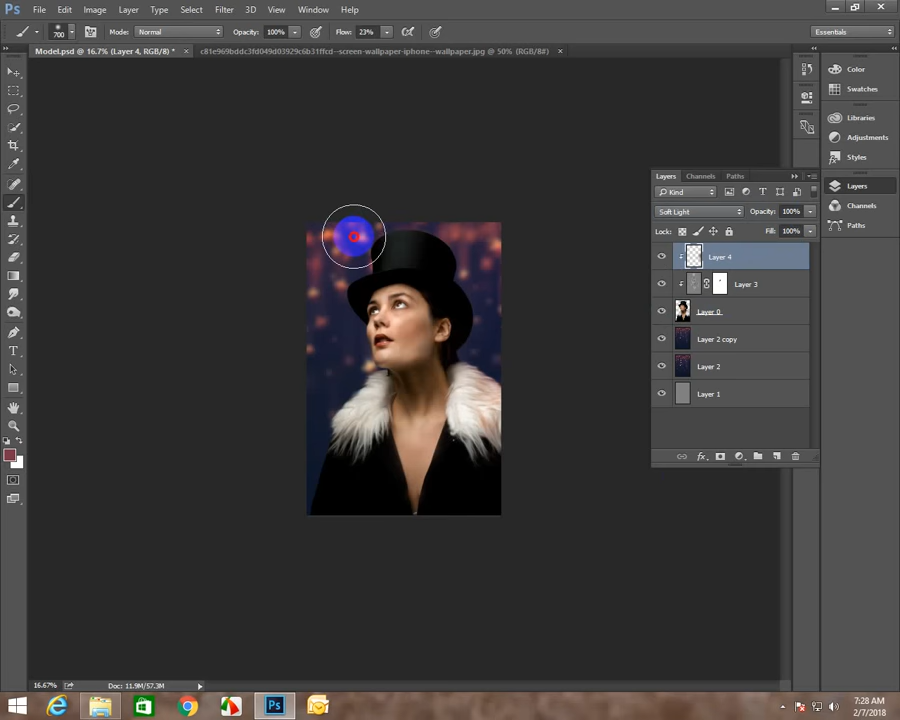 Ps File Edit Image Layer Type Select Filter 3D View Window Help
700 Mode: Normal Opacity: 100% Flow: 23% Essentials
Model.psd @ 16.7% (Layer 4, RGB/8) * × c81e969bddc3fd049d03926c6b31ffcd--screen-wallpaper-iphone--wallpaper.jpg @ 50% (RGB/8#) ×
Color
Swatches
Libraries
Adjustments
Styles
Layers
Channels
Paths
Layers Channels Paths
Kind
Soft Light Opacity: 100%
Lock: Fill: 100%
Layer 4
Layer 3
Layer 0
Layer 2 copy
Layer 2
Layer 1
fx
16.67% Doc: 11.9M/57.3M
Ps
7:28 AM
2/7/2018